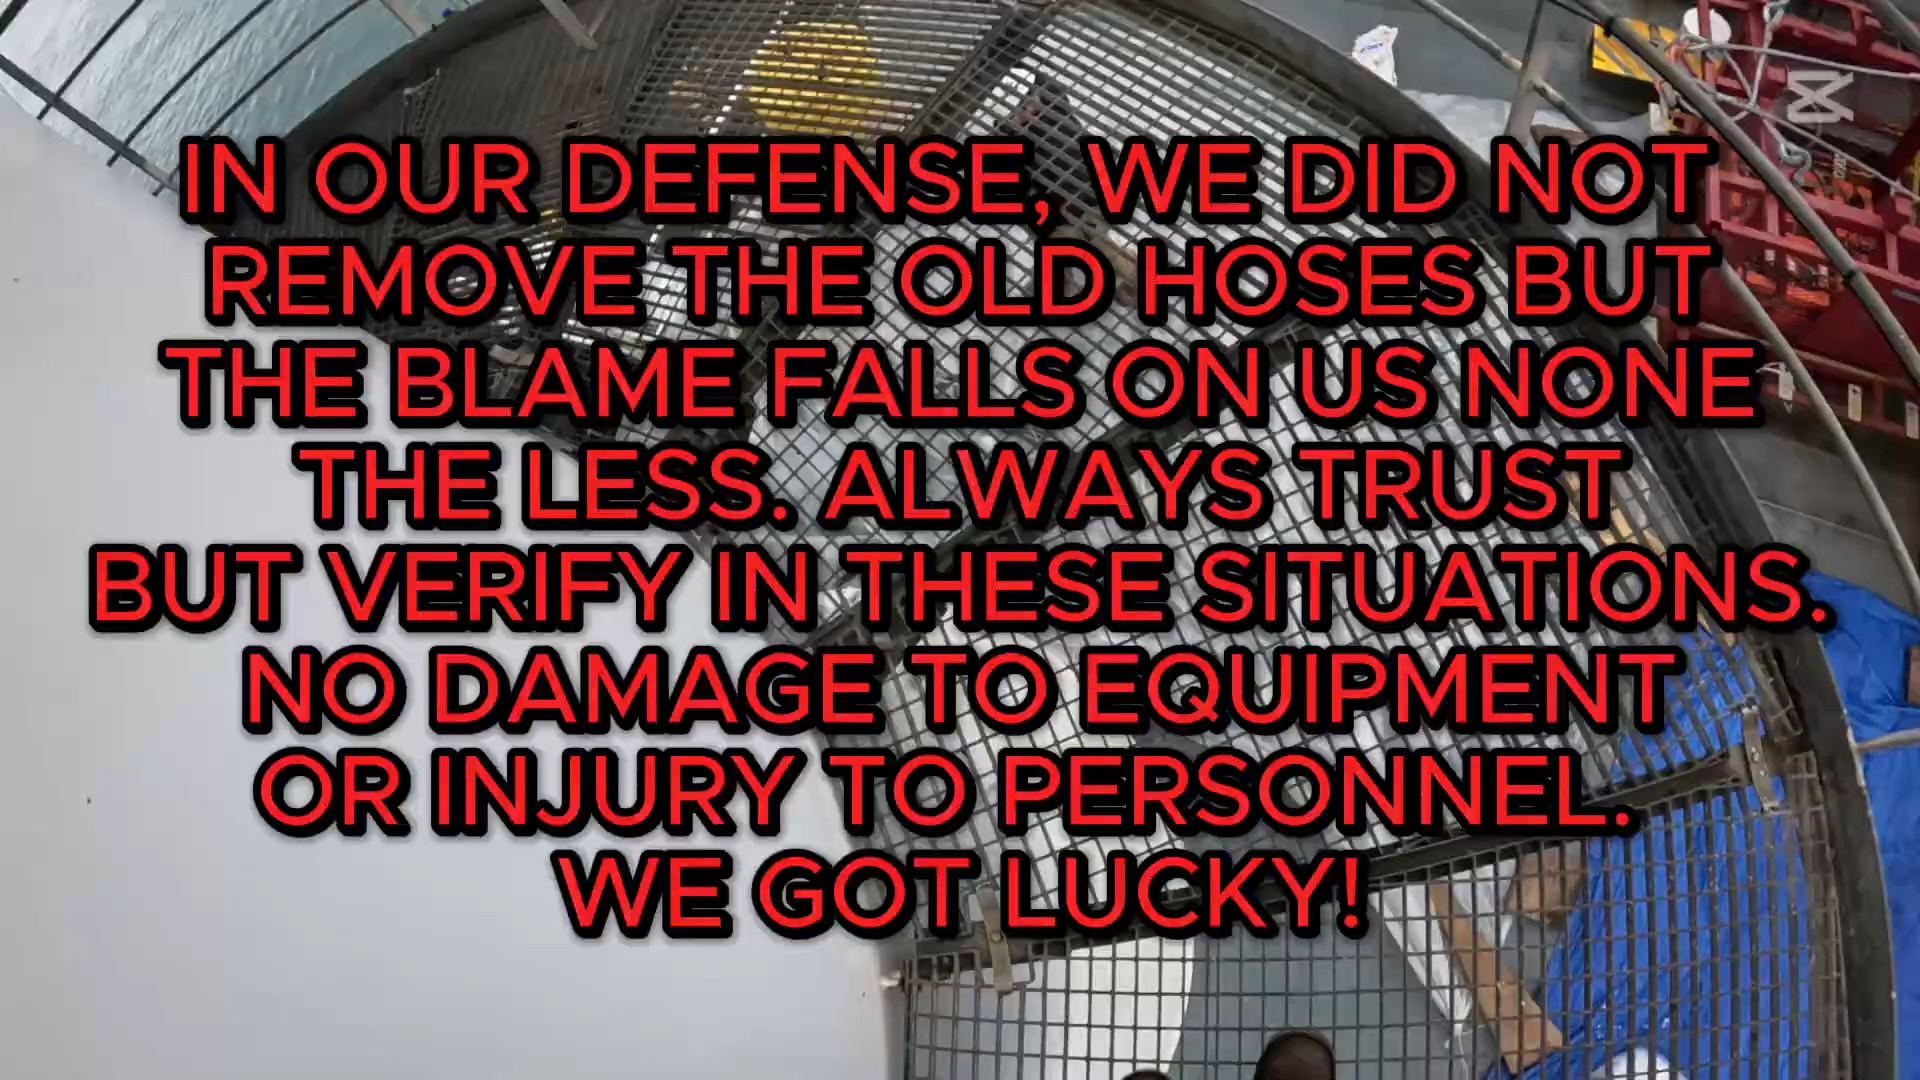 IN OUR DEFENSE, WE DID NOT
REMOVE THE OLD HOSES BUT
THE BLAME FALLS ON US NONE
THE LESS. ALWAYS TRUST
BUT VERIFY IN THESE SITUATIONS.
NO DAMAGE TO EQUIPMENT
OR INJURY TO PERSONNEL.
WE GOT LUCKY!